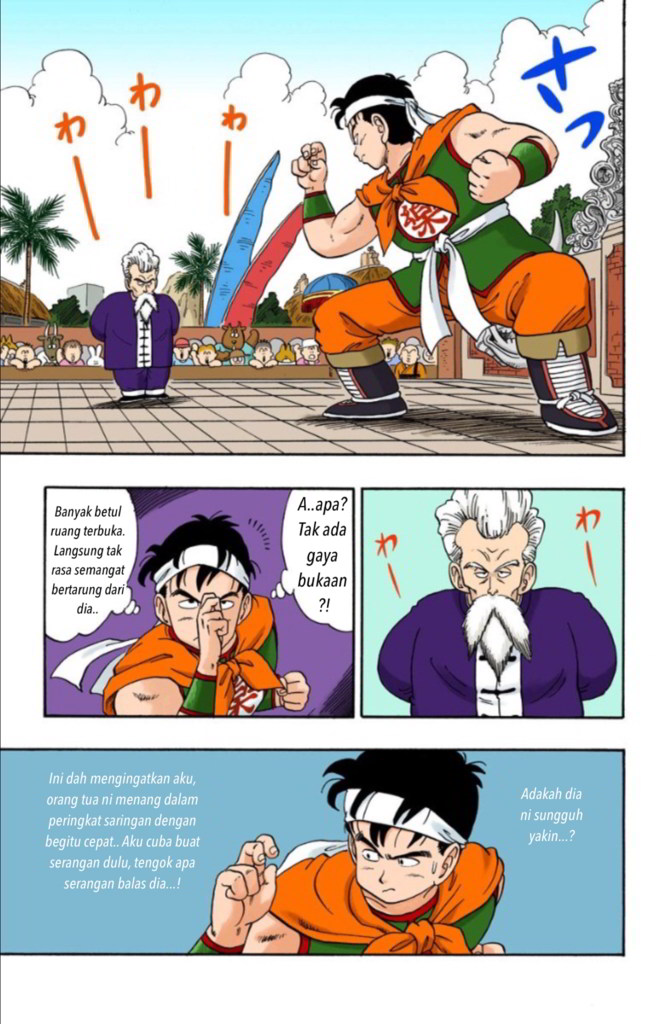 サッ
わー
わー
わー
樂
わー
わー
A..apa?
Tak ada
gaya
bukaan
?!
Banyak betul
ruang terbuka.
Langsung tak
rasa semangat
bertarung dari
dia..
樂
Adakah dia
ni sungguh
yakin...?
Ini dah mengingatkan aku,
orang tua ni menang dalam
peringkat saringan dengan
begitu cepat.. Aku cuba buat
serangan dulu, tengok apa
serangan balas dia...!